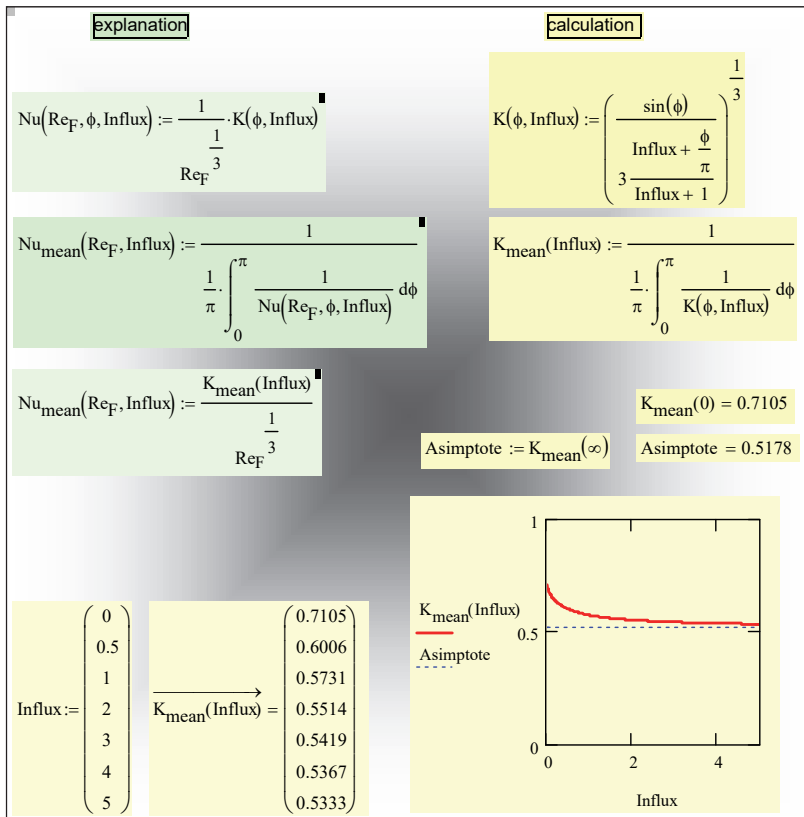 explanation
calculation
Nu(Re_F, ϕ, Influx) := 1/Re_F^(1/3) · K(ϕ, Influx)
K(ϕ, Influx) := (sin(ϕ)/(3 (Influx + ϕ/π)/(Influx + 1)))^(1/3)
Nu_mean(Re_F, Influx) := 1/(1/π · ∫_0^π 1/Nu(Re_F, ϕ, Influx) dϕ)
K_mean(Influx) := 1/(1/π · ∫_0^π 1/K(ϕ, Influx) dϕ)
Nu_mean(Re_F, Influx) := K_mean(Influx)/Re_F^(1/3)
K_mean(0) = 0.7105
Asimptote := K_mean(∞)
Asimptote = 0.5178
Influx := (0 0.5 1 2 3 4 5)
K_mean(Influx) = (0.7105 0.6006 0.5731 0.5514 0.5419 0.5367 0.5333)
1
K_mean(Influx)
0.5
Asimptote
0
0 2 4
Influx